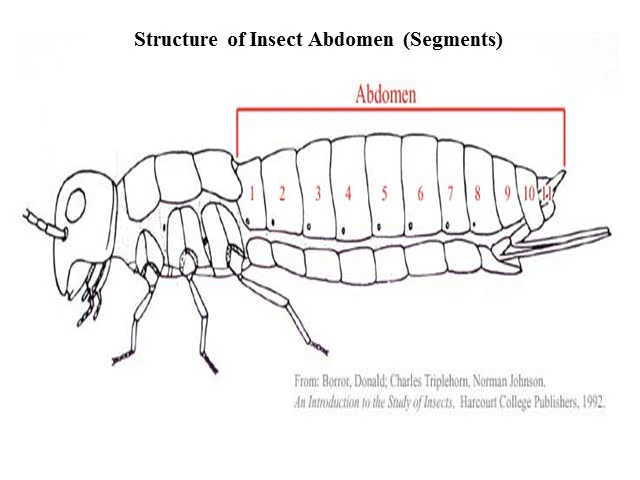 Structure of Insect Abdomen (Segments)
Abdomen
1 2 3 4 5 6 7 8 9 10 11
From: Borror, Donald; Charles Triplehorn, Norman Johnson.
An Introduction to the Study of Insects. Harcourt College Publishers, 1992.